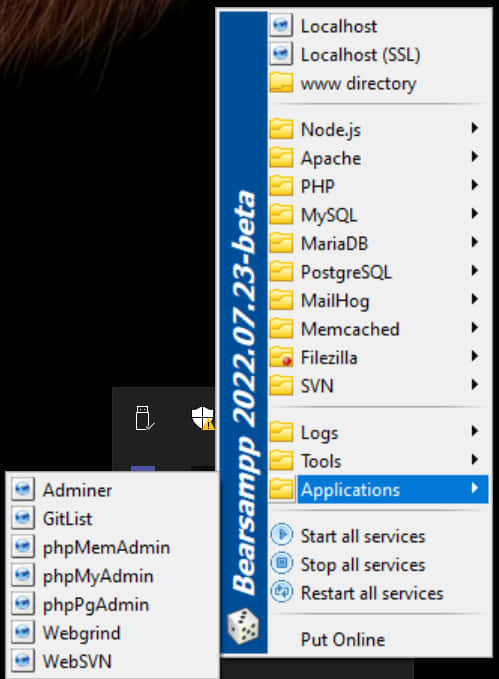 Localhost
Localhost (SSL)
www directory
Node.js
Apache
PHP
MySQL
MariaDB
PostgreSQL
MailHog
Memcached
Filezilla
SVN
Logs
Tools
Applications
Start all services
Stop all services
Restart all services
Put Online
Bearsampp 2022.07.23-beta
Adminer
GitList
phpMemAdmin
phpMyAdmin
phpPgAdmin
Webgrind
WebSVN